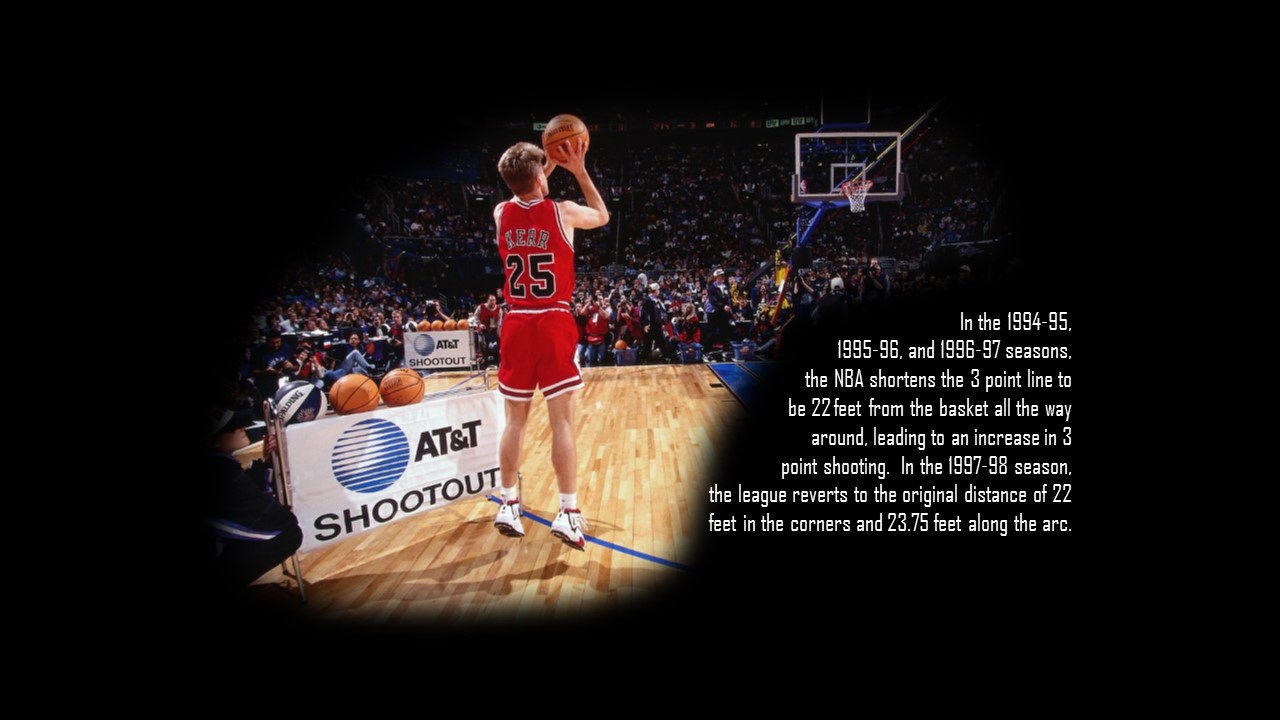 KERR
25
AT&T
SHOOTOUT
AT&T
SHOOTOUT
In the 1994-95,
1995-96, and 1996-97 seasons,
the NBA shortens the 3 point line to
be 22 feet from the basket all the way
around, leading to an increase in 3
point shooting.  In the 1997-98 season,
the league reverts to the original distance of 22
feet in the corners and 23.75 feet along the arc.